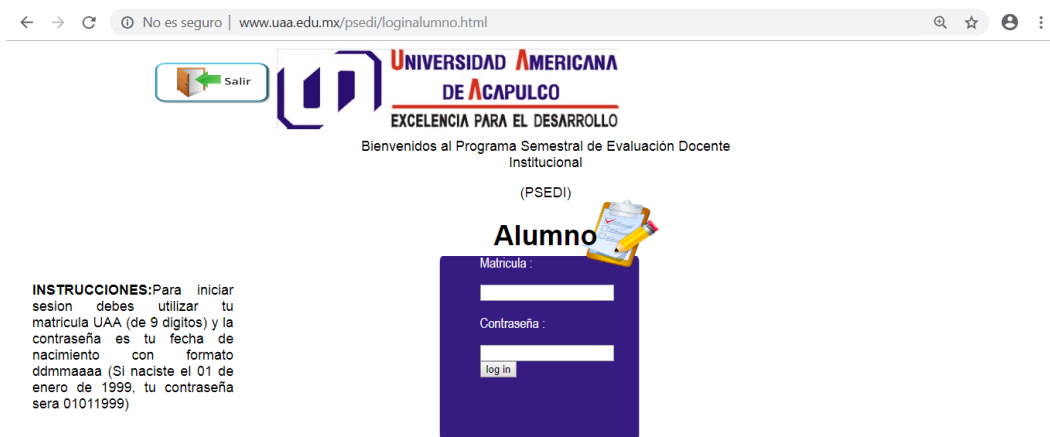 No es seguro | www.uaa.edu.mx/psedi/loginalumno.html
Salir
UNIVERSIDAD AMERICANA
DE ACAPULCO
EXCELENCIA PARA EL DESARROLLO
Bienvenidos al Programa Semestral de Evaluación Docente
Institucional
(PSEDI)
Alumno
Matricula :
Contraseña :
log in
INSTRUCCIONES:Para iniciar
sesion debes utilizar tu
matricula UAA (de 9 digitos) y la
contraseña es tu fecha de
nacimiento con formato
ddmmaaaa (Si naciste el 01 de
enero de 1999, tu contraseña
sera 01011999)